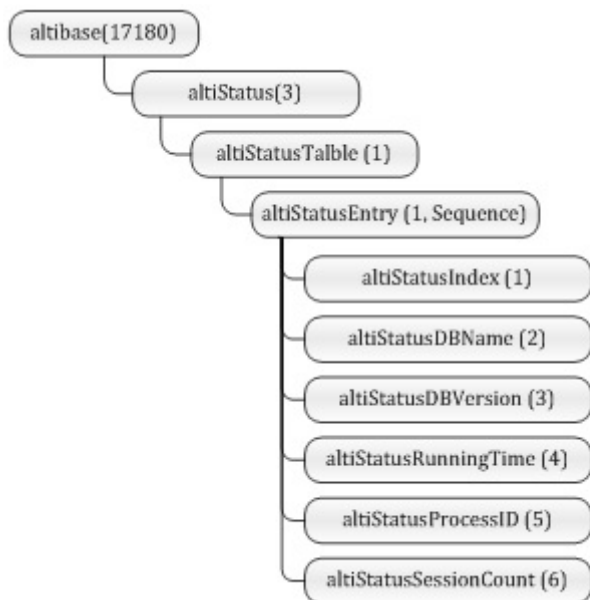 altibase(17180)
altiStatus(3)
altiStatusTalble (1)
altiStatusEntry (1, Sequence)
altiStatusIndex (1)
altiStatusDBName (2)
altiStatusDBVersion (3)
altiStatusRunningTime (4)
altiStatusProcessID (5)
altiStatusSessionCount (6)